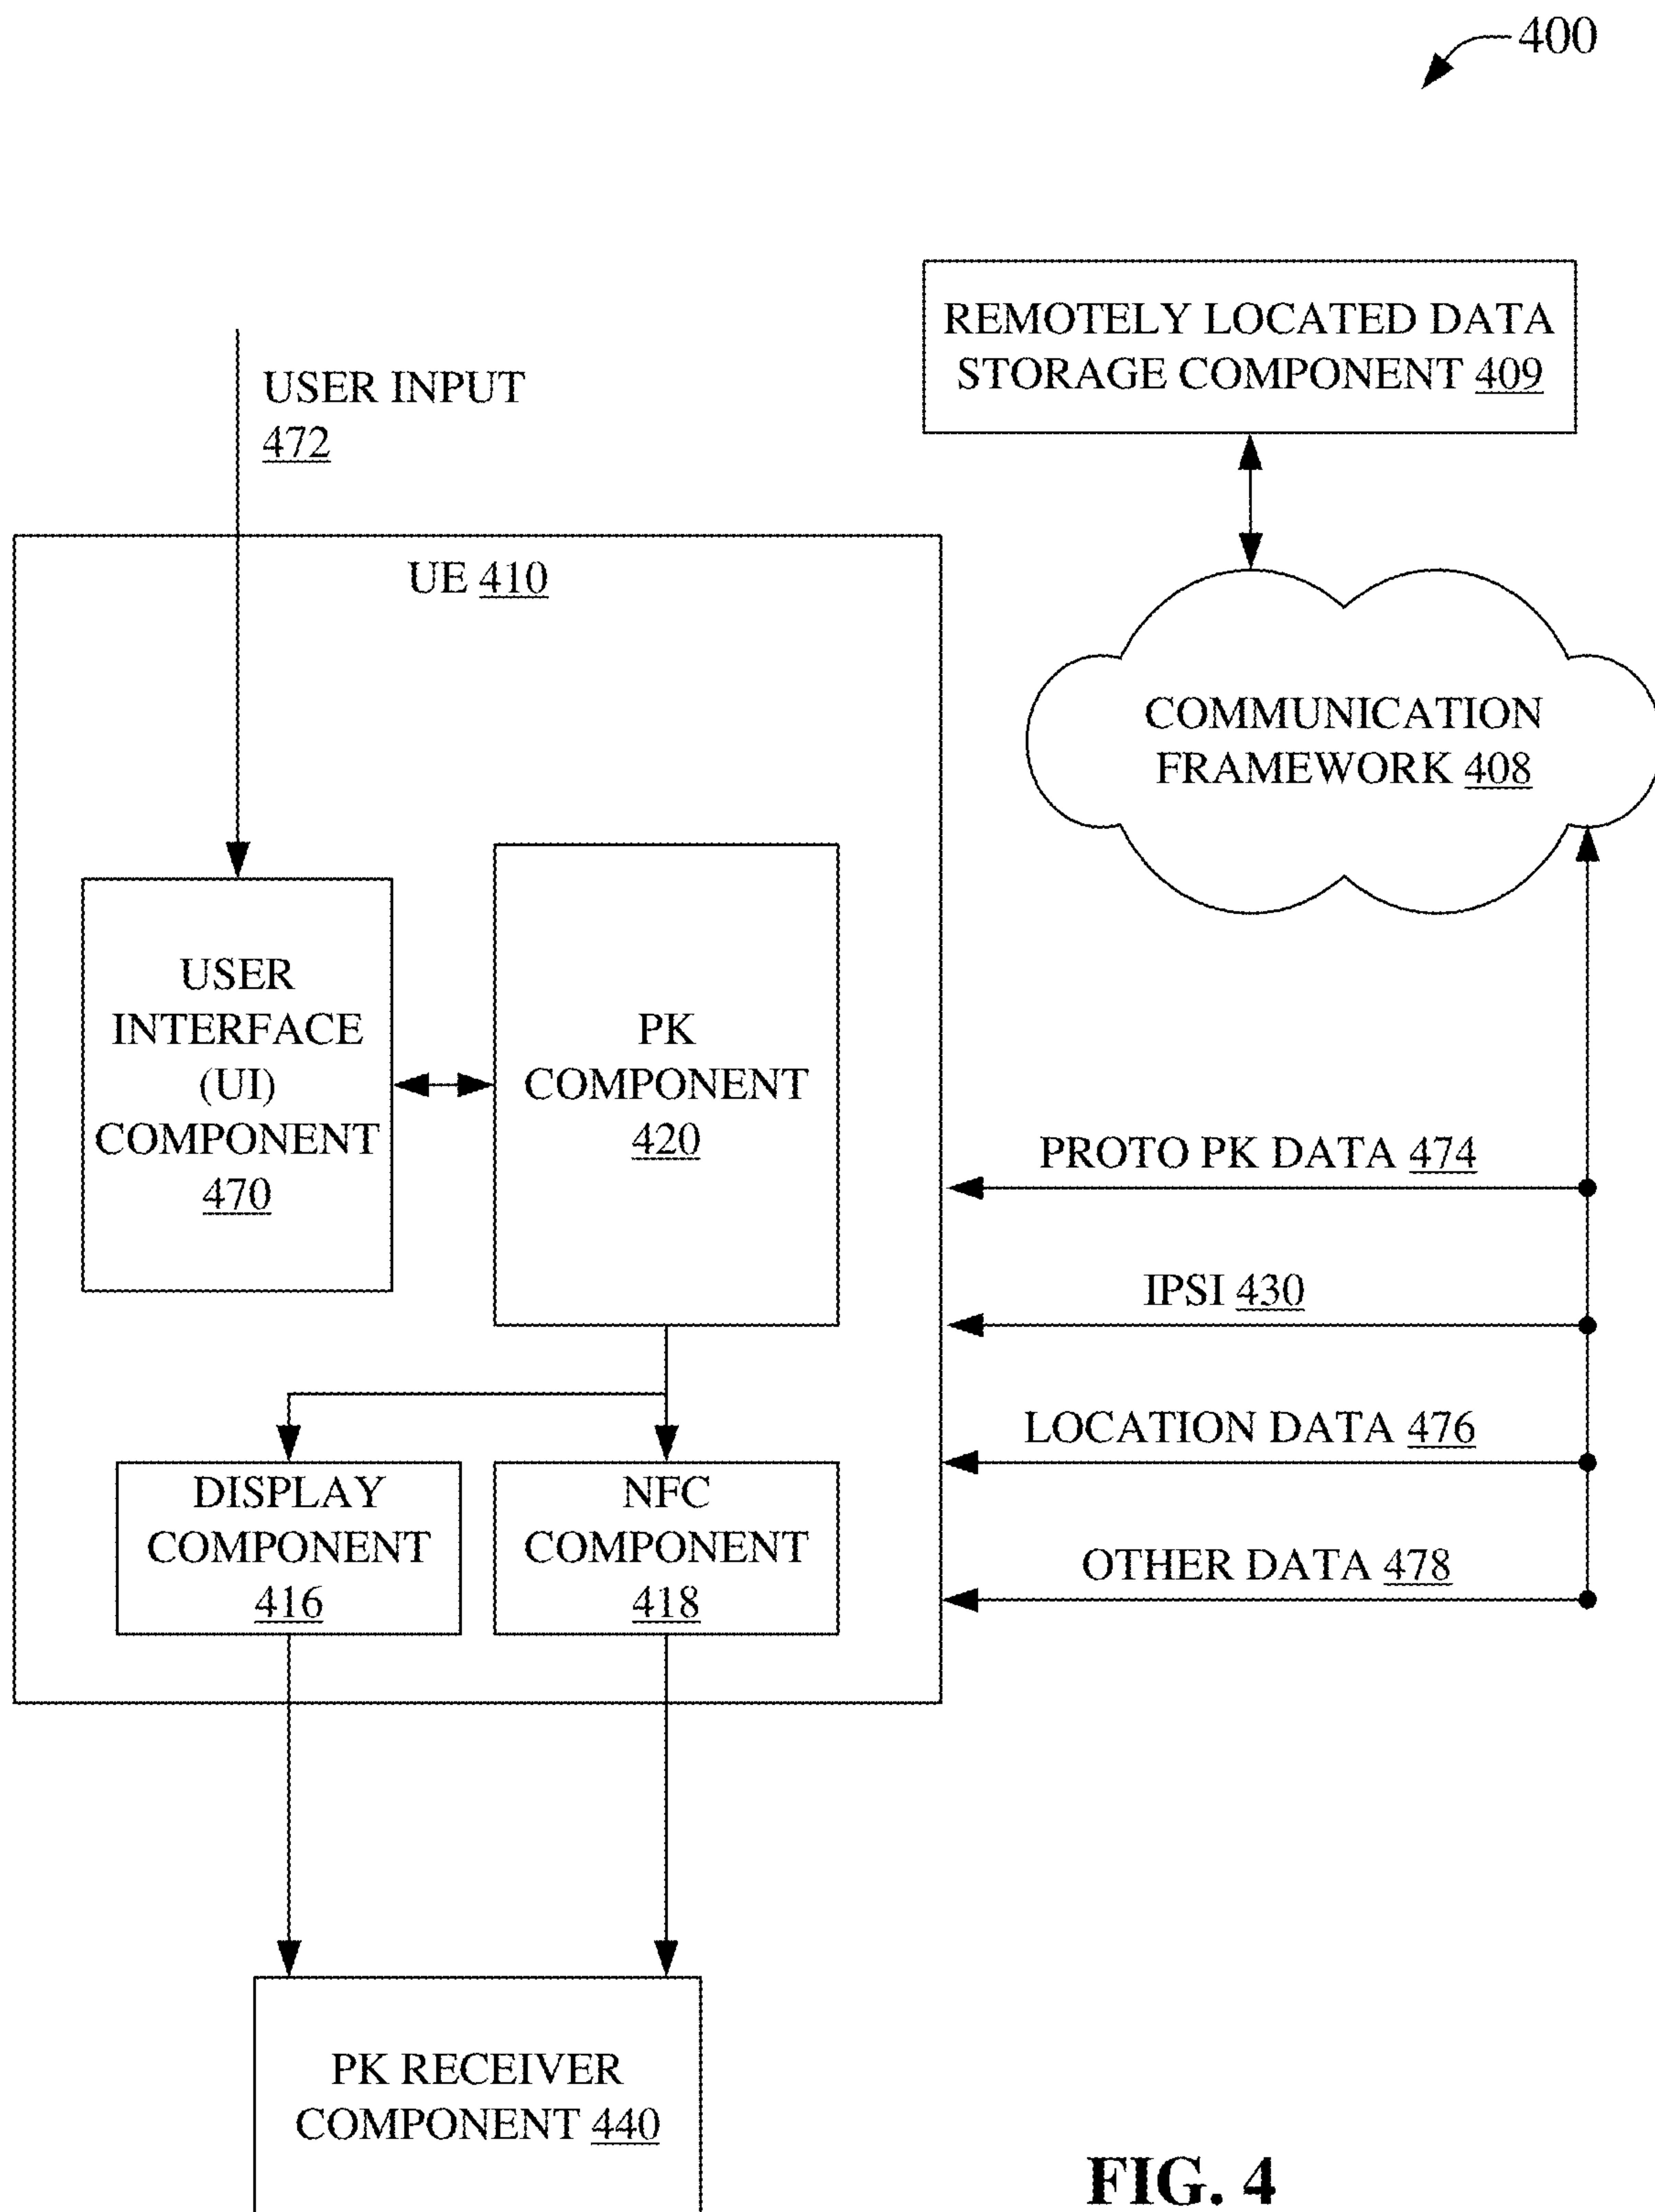 400
REMOTELY LOCATED DATA
STORAGE COMPONENT 409
USER INPUT
472
UE 410
COMMUNICATION
FRAMEWORK 408
USER
INTERFACE
(UI)
COMPONENT
470
PK
COMPONENT
420
PROTO PK DATA 474
IPSI 430
LOCATION DATA 476
OTHER DATA 478
DISPLAY
COMPONENT
416
NFC
COMPONENT
418
PK RECEIVER
COMPONENT 440
FIG. 4